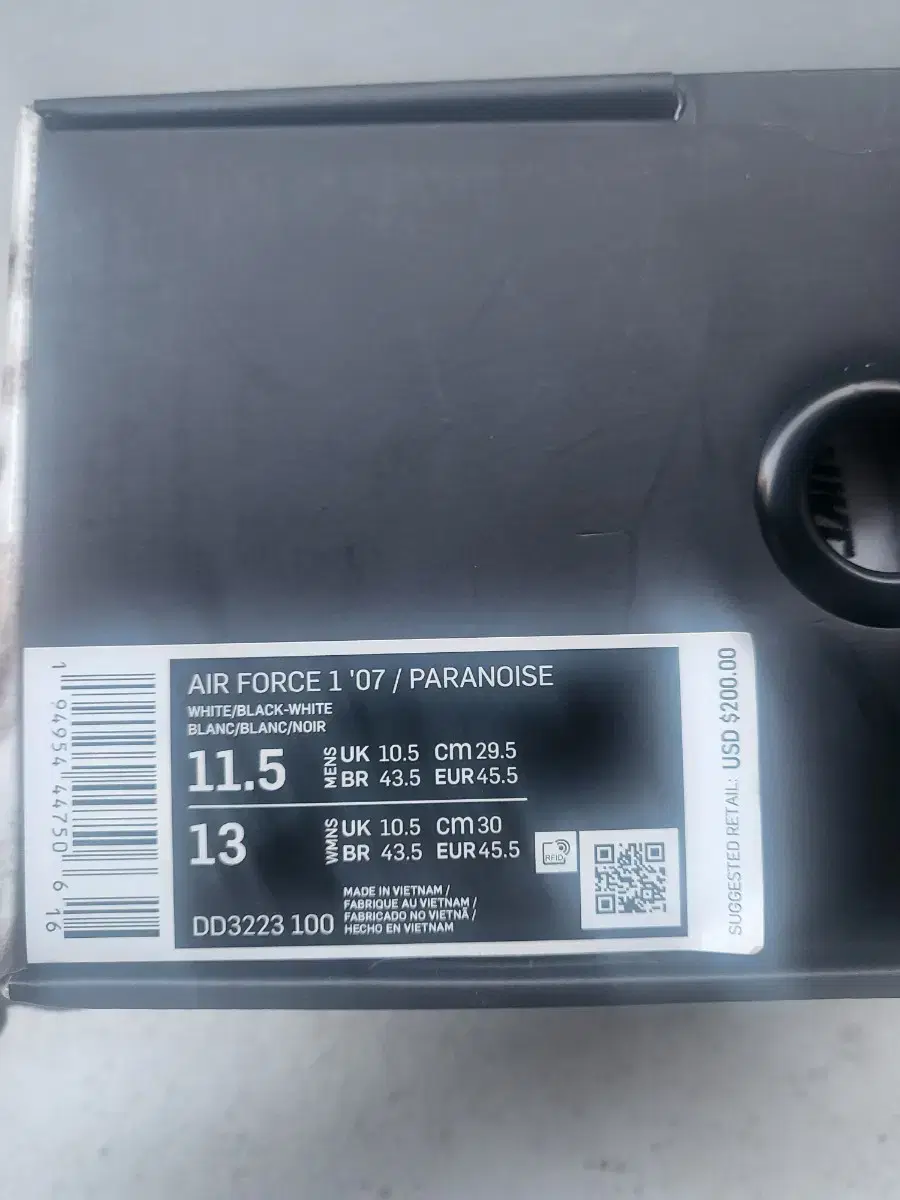 AIR FORCE 1 '07 / PARANOISE
WHITE/BLACK-WHITE
BLANC/BLANC/NOIR
11.5 MENS UK 10.5 CM 29.5
BR 43.5 EUR 45.5
13 WMNS UK 10.5 CM 30
BR 43.5 EUR 45.5
RFID
DD3223 100
MADE IN VIETNAM /
FABRIQUE AU VIETNAM /
FABRICADO NO VIETNÃ /
HECHO EN VIETNAM
1 94954 44750 6 16
SUGGESTED RETAIL: USD $200.00